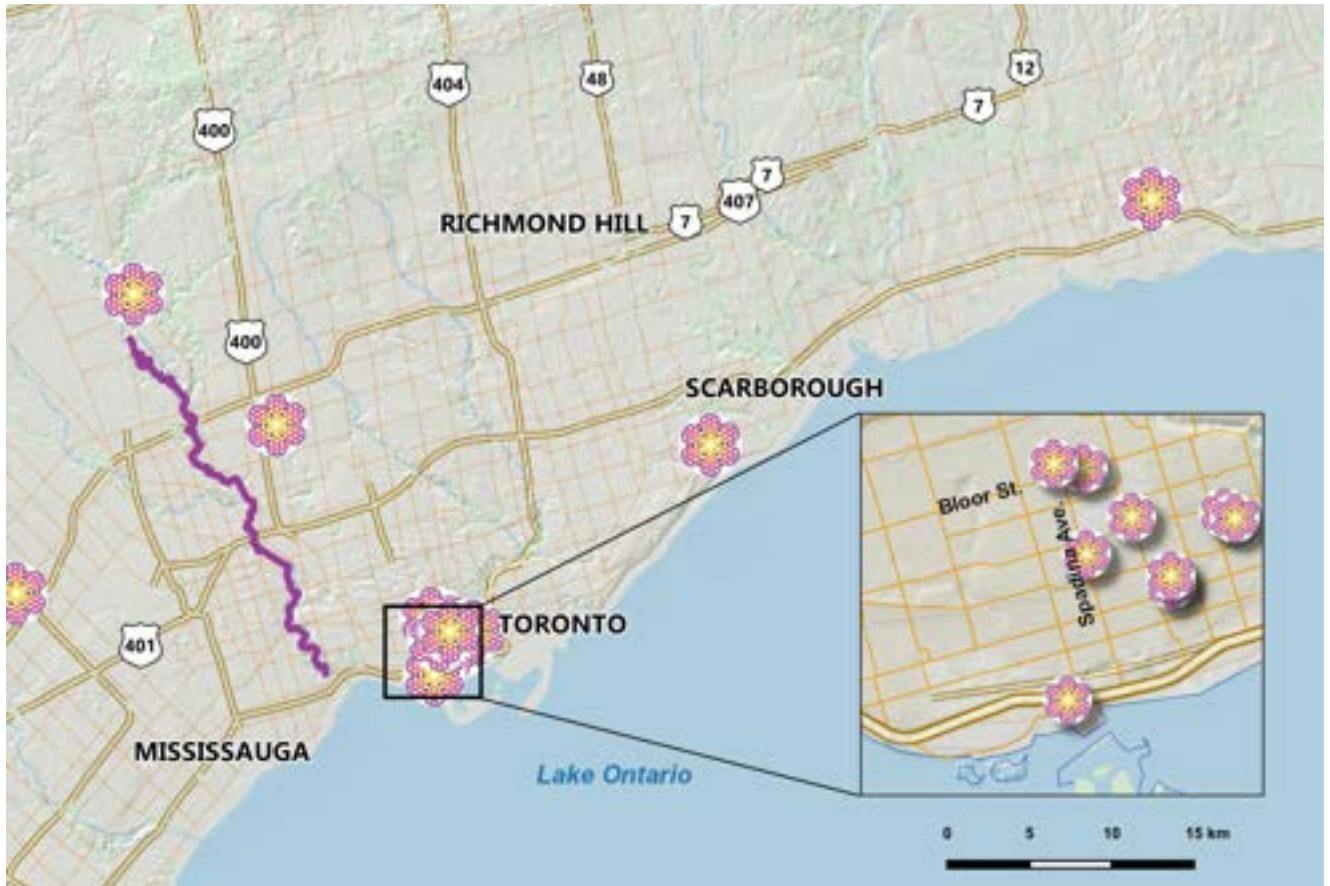 12
404
48
7
400
7
407
RICHMOND HILL
7
400
SCARBOROUGH
Bloor St.
Spadina Ave.
TORONTO
401
MISSISSAUGA
Lake Ontario
0 5 10 15 km